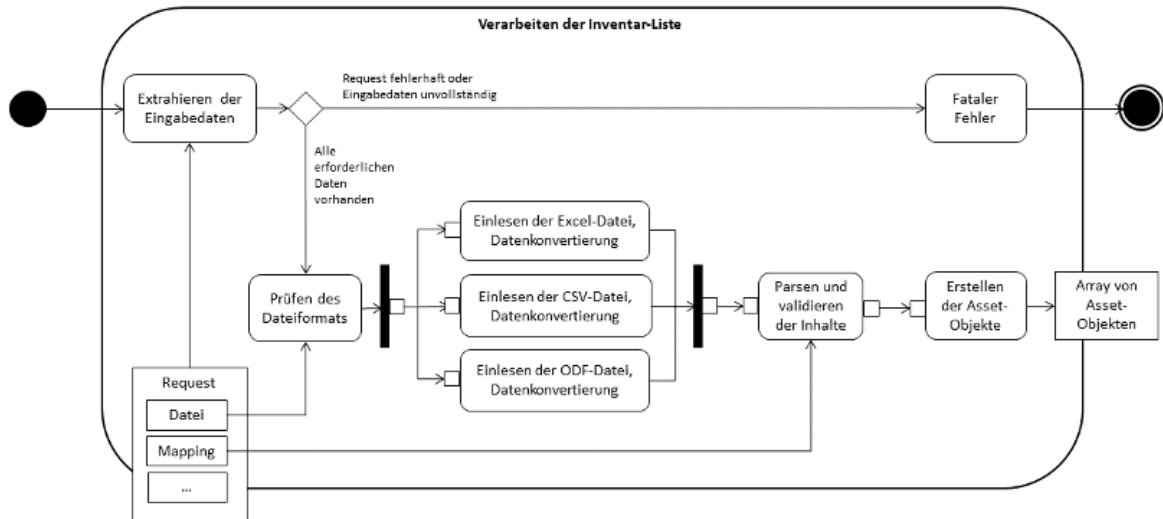 Verarbeiten der Inventar-Liste
Extrahieren der
Eingabedaten
Request fehlerhaft oder
Eingabedaten unvollständig
Fataler
Fehler
Alle
erforderlichen
Daten
vorhanden
Einlesen der Excel-Datei,
Datenkonvertierung
Prüfen des
Dateiformats
Einlesen der CSV-Datei,
Datenkonvertierung
Parsen und
validieren
der Inhalte
Erstellen
der Asset-
Objekte
Array von
Asset-
Objekten
Einlesen der ODF-Datei,
Datenkonvertierung
Request
Datei
Mapping
...